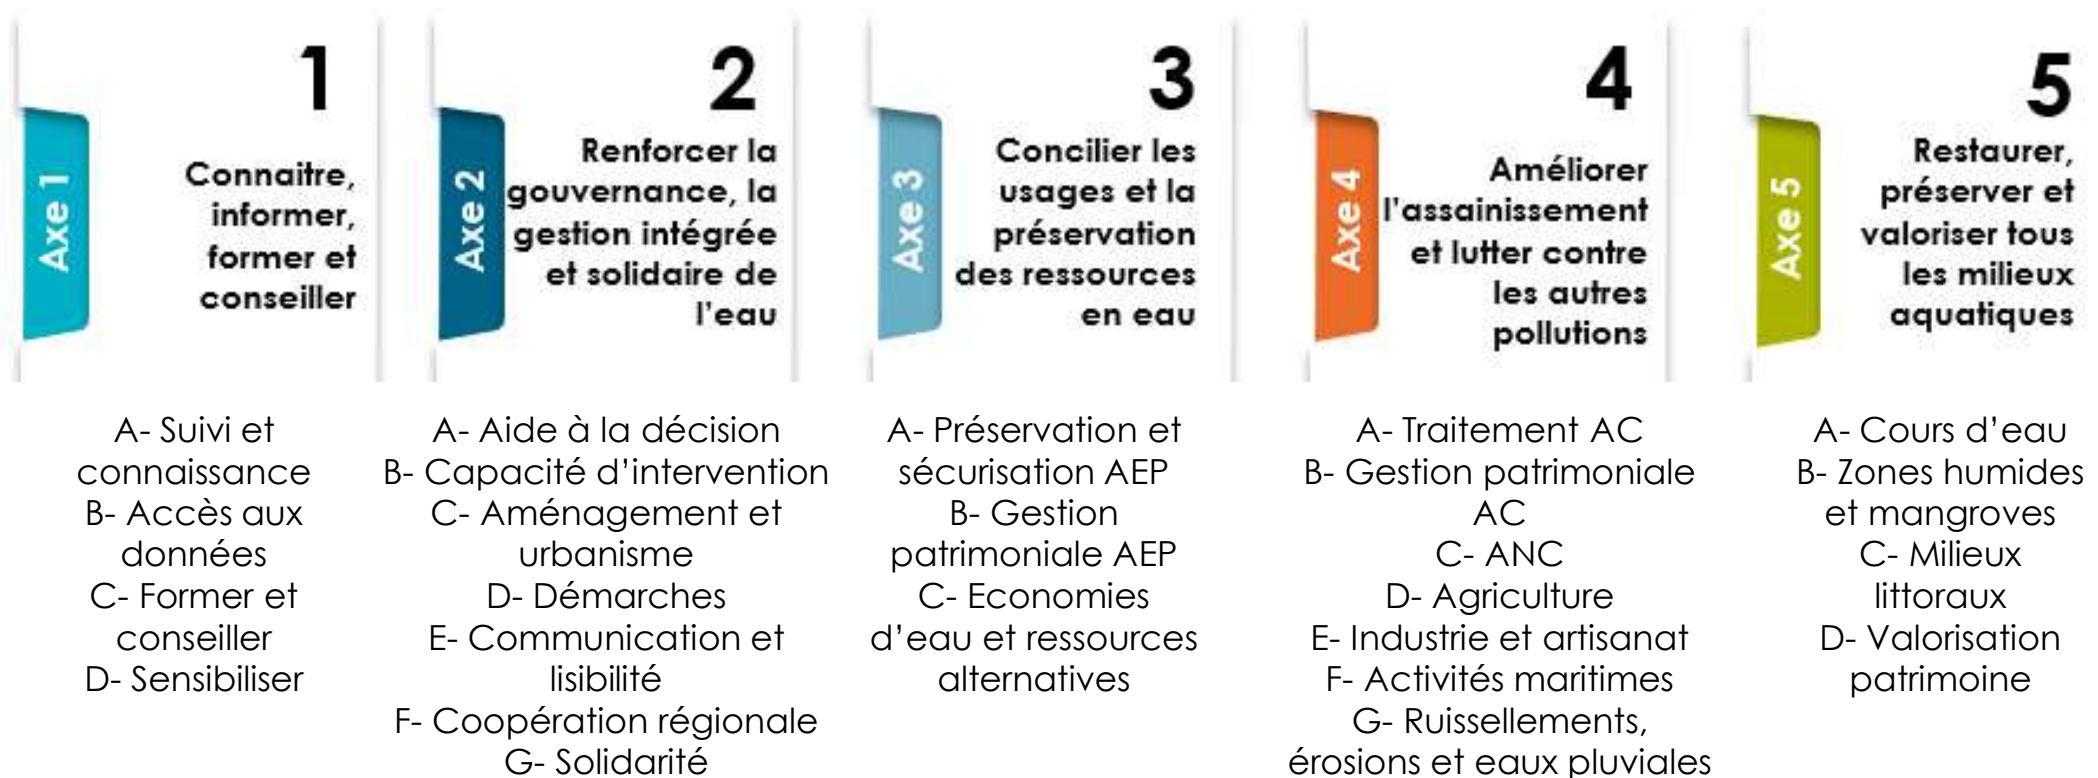 Axe 1
1
Connaitre,
informer,
former et
conseiller
A- Suivi et
connaissance
B- Accès aux
données
C- Former et
conseiller
D- Sensibiliser
Axe 2
2
Renforcer la
gouvernance, la
gestion intégrée
et solidaire de
l'eau
A- Aide à la décision
B- Capacité d'intervention
C- Aménagement et
urbanisme
D- Démarches
E- Communication et
lisibilité
F- Coopération régionale
G- Solidarité
Axe 3
3
Concilier les
usages et la
préservation
des ressources
en eau
A- Préservation et
sécurisation AEP
B- Gestion
patrimoniale AEP
C- Economies
d'eau et ressources
alternatives
Axe 4
4
Améliorer
l'assainissement
et lutter contre
les autres
pollutions
A- Traitement AC
B- Gestion patrimoniale
AC
C- ANC
D- Agriculture
E- Industrie et artisanat
F- Activités maritimes
G- Ruissellements,
érosions et eaux pluviales
Axe 5
5
Restaurer,
préserver et
valoriser tous
les milieux
aquatiques
A- Cours d'eau
B- Zones humides
et mangroves
C- Milieux
littoraux
D- Valorisation
patrimoine